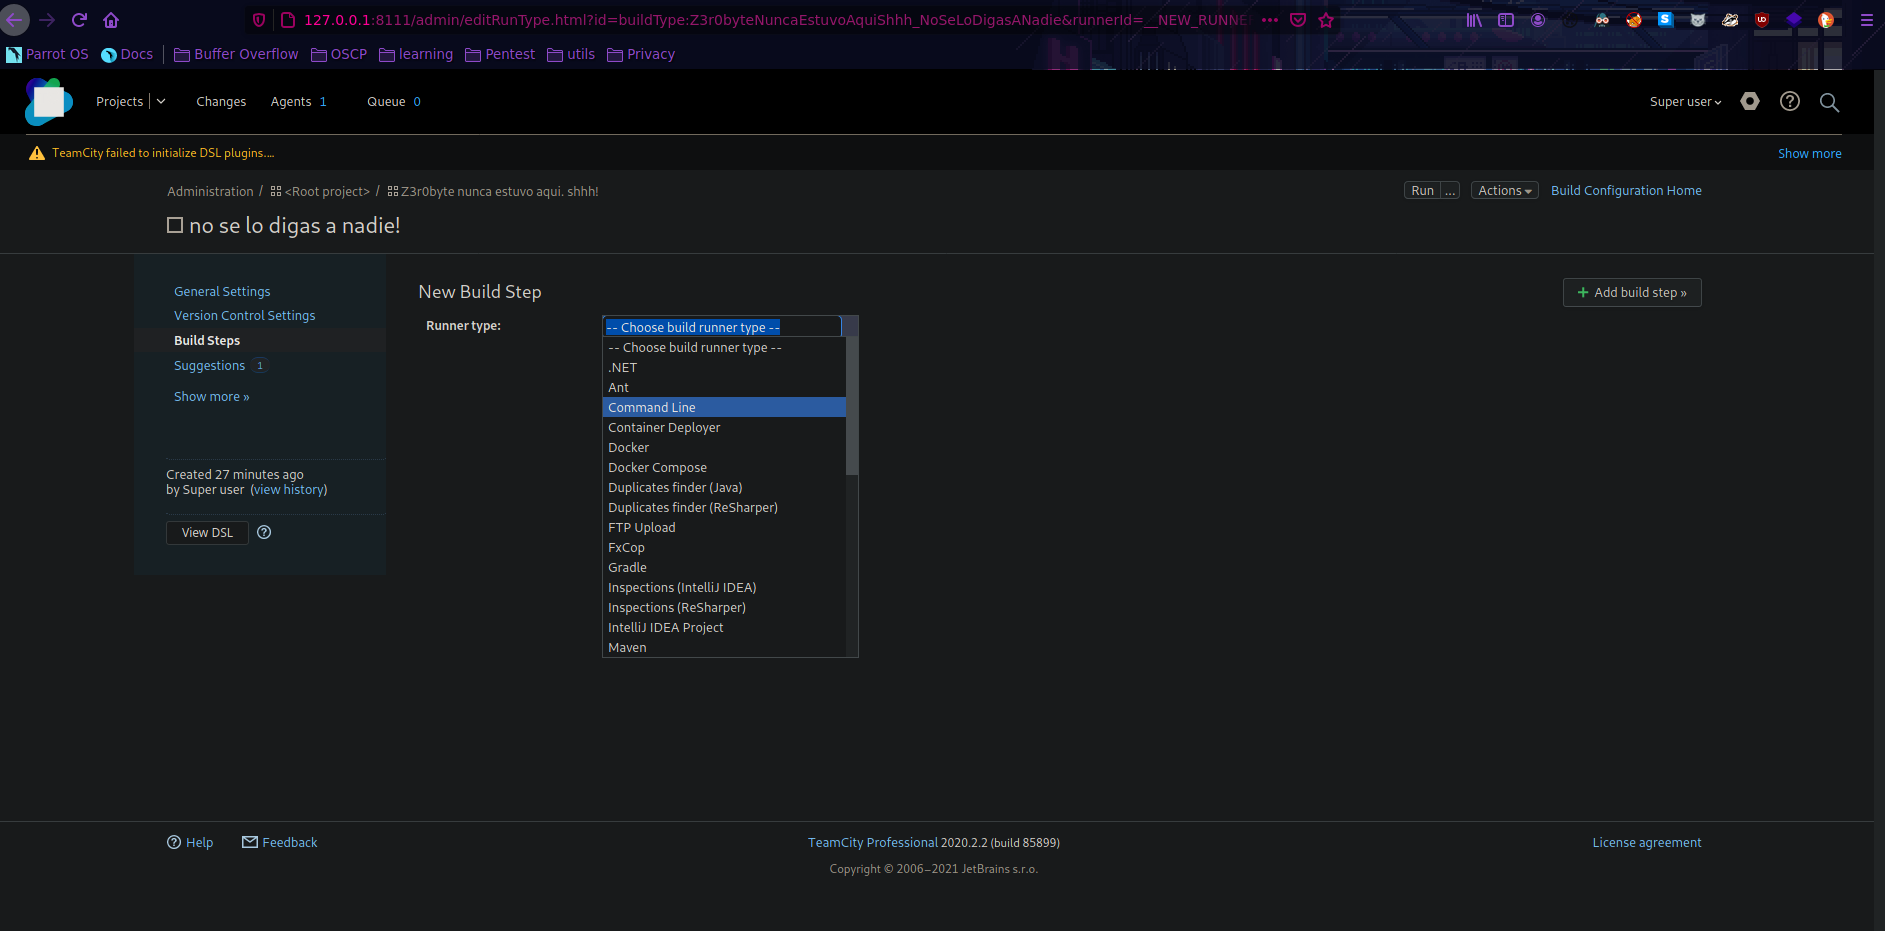 127.0.0.1:8111/admin/editRunType.html?id=buildType:Z3r0byteNuncaEstuvoAquiShhh_NoSeLoDigasANadie&runnerId=__NEW_RUNNE
Parrot OS Docs Buffer Overflow OSCP learning Pentest utils Privacy
Projects Changes Agents 1 Queue 0 Super user
TeamCity failed to initialize DSL plugins.... Show more
Administration / <Root project> / Z3r0byte nunca estuvo aqui. shhh! Run ... Actions Build Configuration Home
no se lo digas a nadie!
General Settings
Version Control Settings
Build Steps
Suggestions 1
Show more »
Created 27 minutes ago
by Super user (view history)
View DSL
New Build Step
Add build step »
Runner type:
-- Choose build runner type --
-- Choose build runner type --
.NET
Ant
Command Line
Container Deployer
Docker
Docker Compose
Duplicates finder (Java)
Duplicates finder (ReSharper)
FTP Upload
FxCop
Gradle
Inspections (IntelliJ IDEA)
Inspections (ReSharper)
IntelliJ IDEA Project
Maven
Help Feedback TeamCity Professional 2020.2.2 (build 85899) License agreement
Copyright © 2006–2021 JetBrains s.r.o.